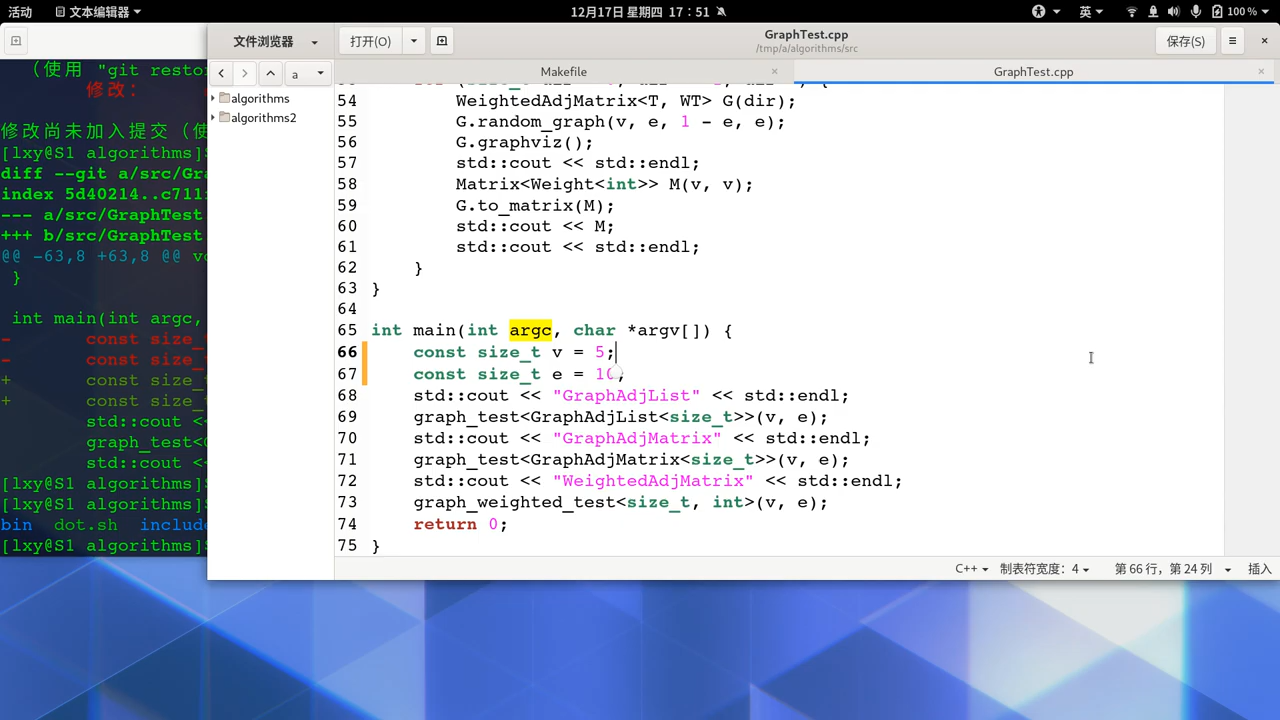 活动 文本编辑器 12月17日 星期四 17：51 英 100 %
文件浏览器 打开(O) GraphTest.cpp 保存(S)
/tmp/a/algorithms/src
a Makefile GraphTest.cpp
algorithms
algorithms2
（使用 "git restor
修改：
修改尚未加入提交（使
[lxy@S1 algorithms]
diff --git a/src/Gra
index 5d40214..c711
--- a/src/GraphTest
+++ b/src/GraphTest
@@ -63,8 +63,8 @@ vo
}
int main(int argc,
- const size_
- const size_
+ const size_
+ const size_
std::cout <
graph_test<
std::cout <
[lxy@S1 algorithms]
[lxy@S1 algorithms]
bin dot.sh include
[lxy@S1 algorithms]
54 WeightedAdjMatrix<T, WT> G(dir);
55 G.random_graph(v, e, 1 - e, e);
56 G.graphviz();
57 std::cout << std::endl;
58 Matrix<Weight<int>> M(v, v);
59 G.to_matrix(M);
60 std::cout << M;
61 std::cout << std::endl;
62 }
63 }
64
65 int main(int argc, char *argv[]) {
66 const size_t v = 5;
67 const size_t e = 10;
68 std::cout << "GraphAdjList" << std::endl;
69 graph_test<GraphAdjList<size_t>>(v, e);
70 std::cout << "GraphAdjMatrix" << std::endl;
71 graph_test<GraphAdjMatrix<size_t>>(v, e);
72 std::cout << "WeightedAdjMatrix" << std::endl;
73 graph_weighted_test<size_t, int>(v, e);
74 return 0;
75 }
C++ 制表符宽度：4 第 66 行，第 24 列 插入